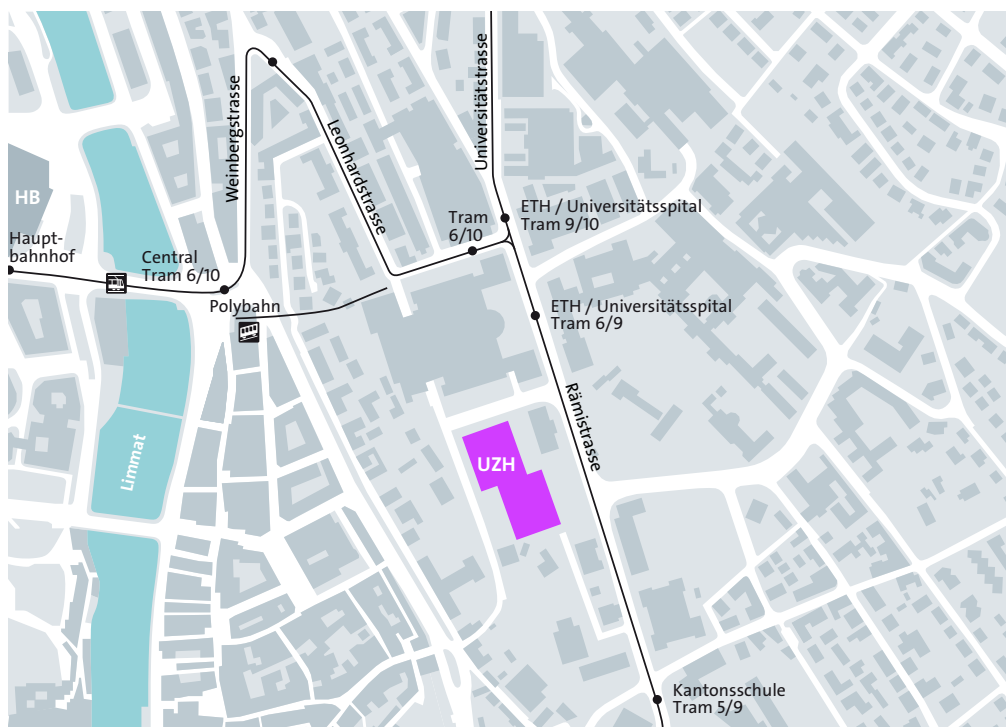 Universitätstrasse
Weinbergstrasse
Leonhardstrasse
HB
ETH / Universitätsspital
Tram 9/10
Tram
6/10
Haupt-
bahnhof
Central
Tram 6/10
Polybahn
ETH / Universitätsspital
Tram 6/9
Rämistrasse
Limmat
UZH
Kantonsschule
Tram 5/9